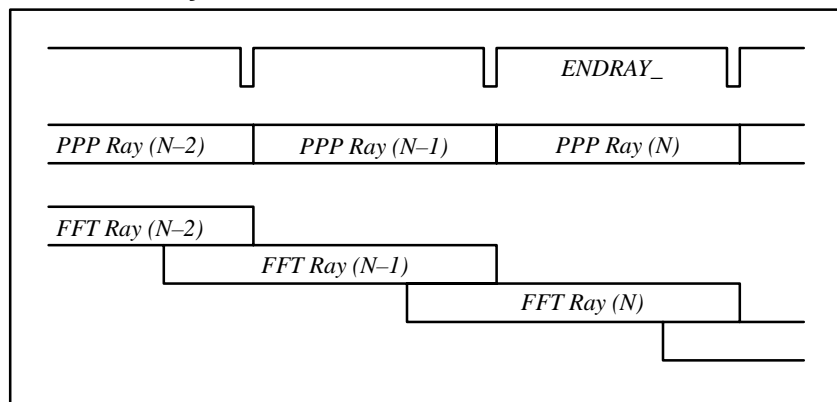 ENDRAY_
PPP Ray (N–2) PPP Ray (N–1) PPP Ray (N)
FFT Ray (N–2)
FFT Ray (N–1)
FFT Ray (N)